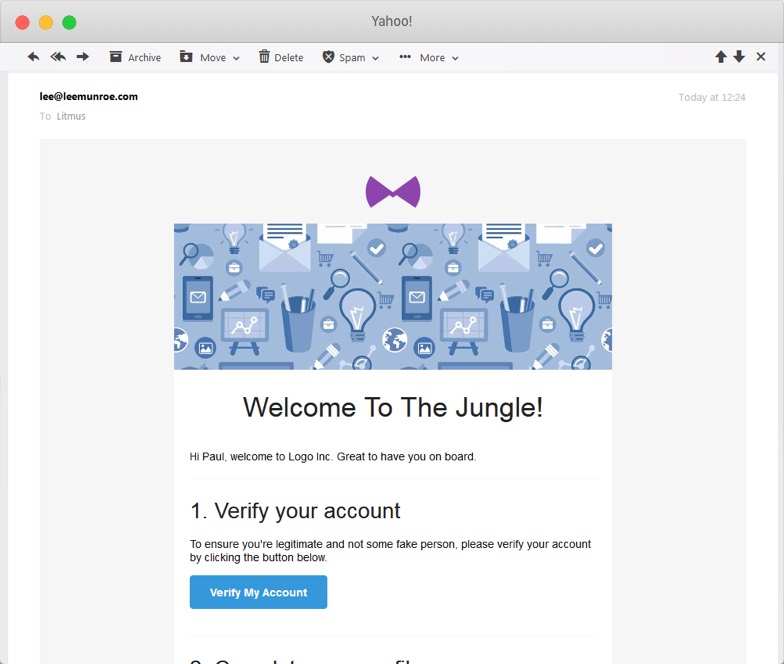 Yahoo!
Archive Move Delete Spam More
lee@leemunroe.com
Today at 12:24
To Litmus
Welcome To The Jungle!
Hi Paul, welcome to Logo Inc. Great to have you on board.
1. Verify your account
To ensure you're legitimate and not some fake person, please verify your account
by clicking the button below.
Verify My Account